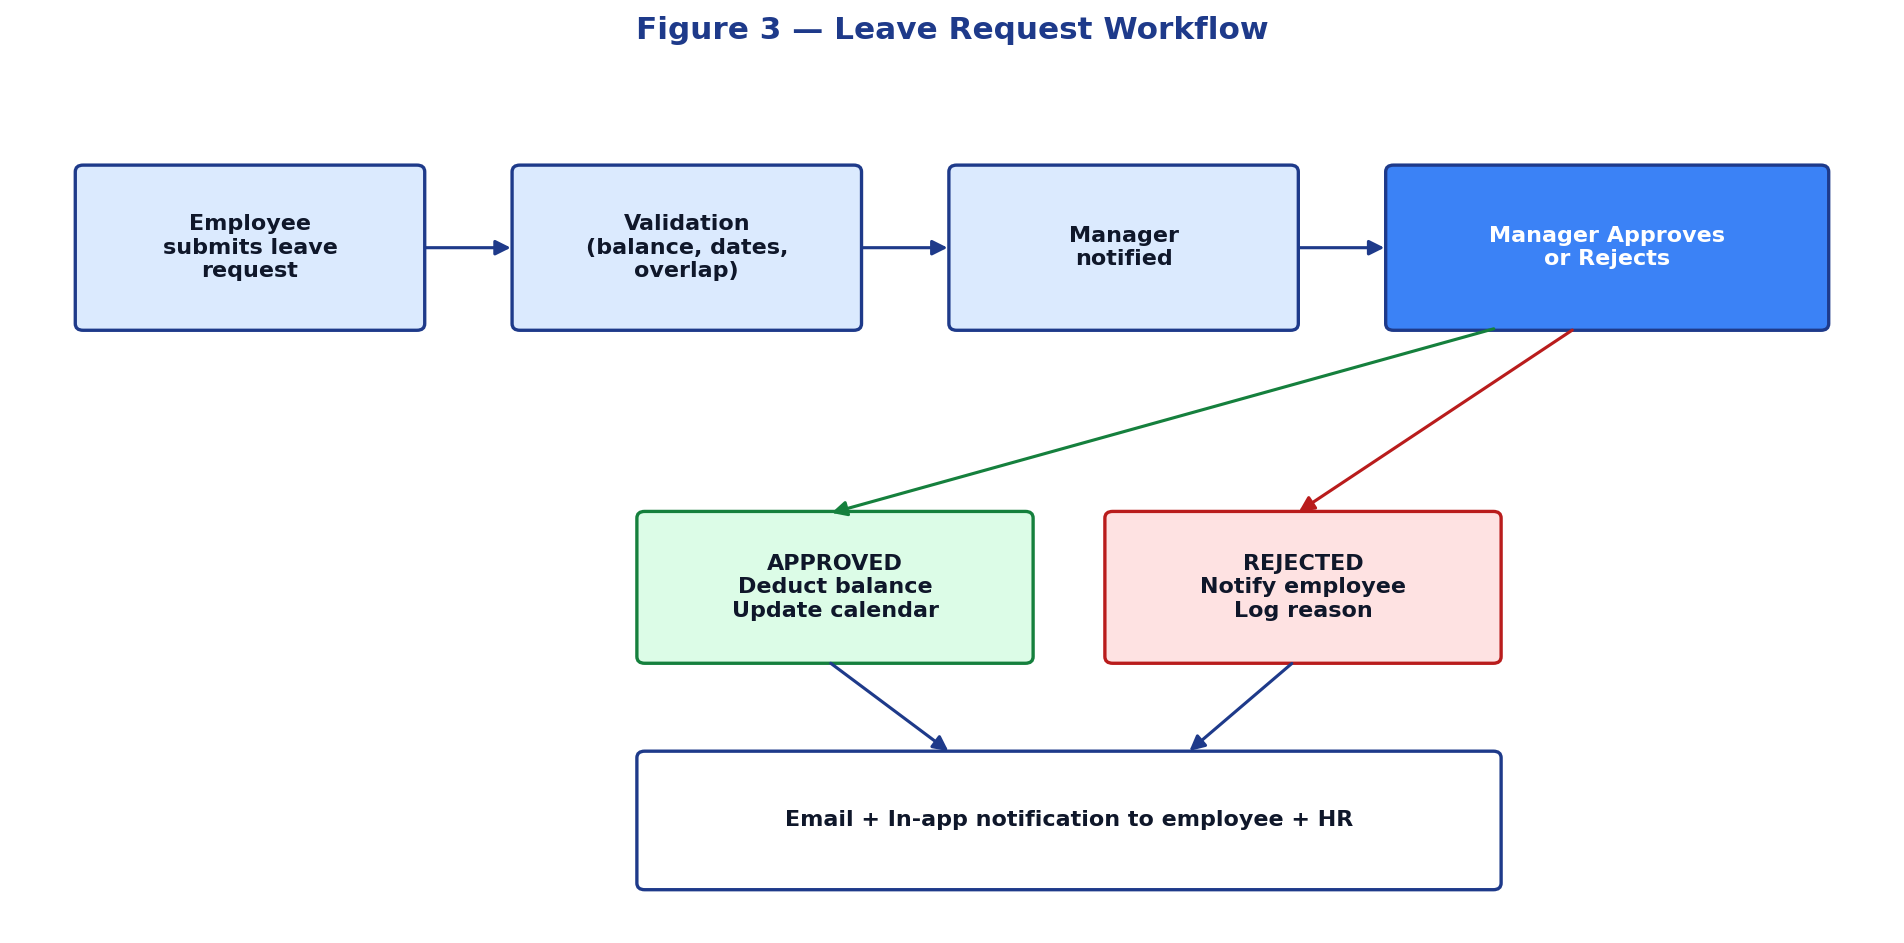 Figure 3 — Leave Request Workflow
Employee
submits leave
request
Validation
(balance, dates,
overlap)
Manager
notified
Manager Approves
or Rejects
APPROVED
Deduct balance
Update calendar
REJECTED
Notify employee
Log reason
Email + In-app notification to employee + HR